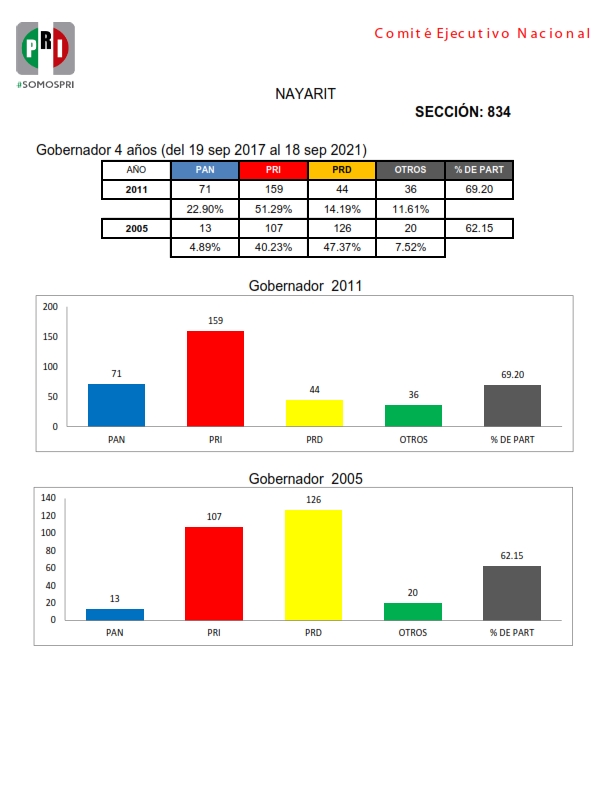 Comité Ejecutivo Nacional
PRI
#SOMOSPRI
NAYARIT
SECCIÓN: 834
Gobernador 4 años (del 19 sep 2017 al 18 sep 2021)
AÑO PAN PRI PRD OTROS % DE PART
2011 71 159 44 36 69.20
22.90% 51.29% 14.19% 11.61%
2005 13 107 126 20 62.15
4.89% 40.23% 47.37% 7.52%
Gobernador 2011
200
150
100
50
0
71
159
44
36
69.20
PAN PRI PRD OTROS % DE PART
Gobernador 2005
140
120
100
80
60
40
20
0
13
107
126
20
62.15
PAN PRI PRD OTROS % DE PART